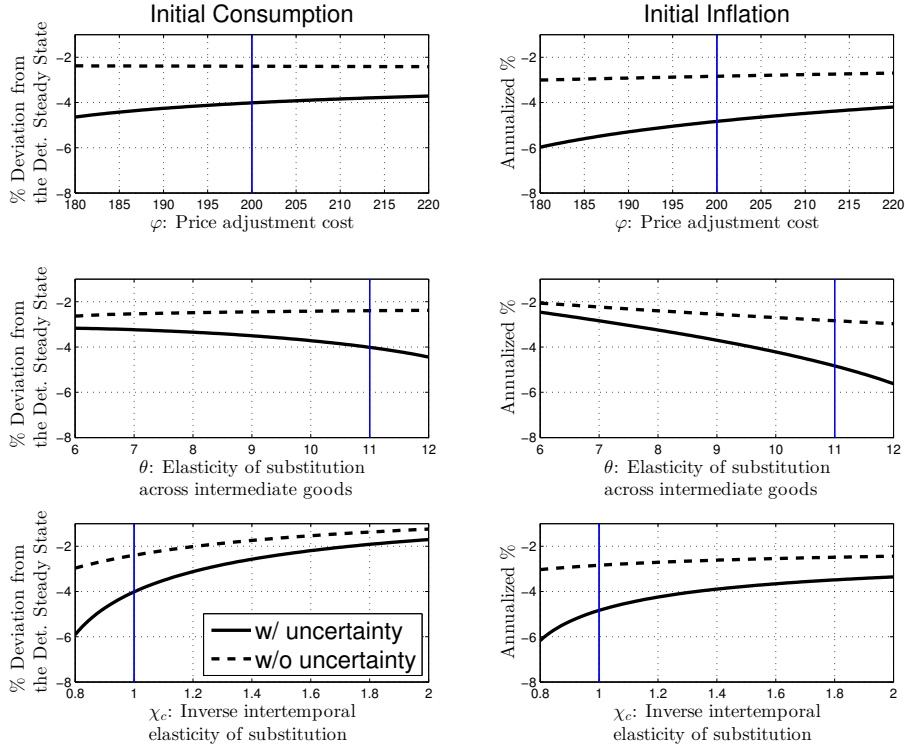 Initial Consumption
Initial Inflation
% Deviation from
the Det. Steady State
−2
−4
−6
−8
180 185 190 195 200 205 210 215 220
φ: Price adjustment cost
Annualized %
−2
−4
−6
−8
180 185 190 195 200 205 210 215 220
φ: Price adjustment cost
% Deviation from
the Det. Steady State
−2
−4
−6
−8
6 7 8 9 10 11 12
θ: Elasticity of substitution
across intermediate goods
Annualized %
−2
−4
−6
−8
6 7 8 9 10 11 12
θ: Elasticity of substitution
across intermediate goods
% Deviation from
the Det. Steady State
−2
−4
−6
−8
w/ uncertainty
w/o uncertainty
0.8 1 1.2 1.4 1.6 1.8 2
χc: Inverse intertemporal
elasticity of substitution
Annualized %
−2
−4
−6
−8
0.8 1 1.2 1.4 1.6 1.8 2
χc: Inverse intertemporal
elasticity of substitution